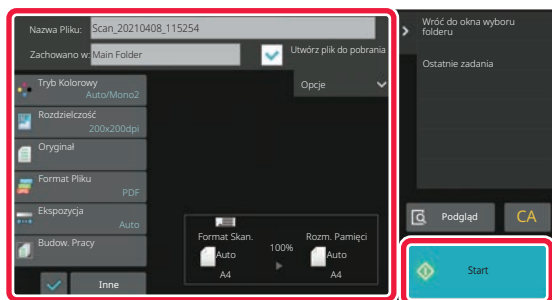 Nazwa Pliku:
Scan_20210408_115254
Zachowano w:
Main Folder
Utwórz plik do pobrania
Opcje
Tryb Kolorowy
Auto/Mono2
Rozdzielczość
200x200dpi
Oryginał
Format Pliku
PDF
Ekspozycja
Auto
Budow. Pracy
Inne
Format Skan.
Auto
A4
100%
Rozm. Pamięci
Auto
A4
Wróć do okna wyboru
folderu
Ostatnie zadania
Podgląd
CA
Start